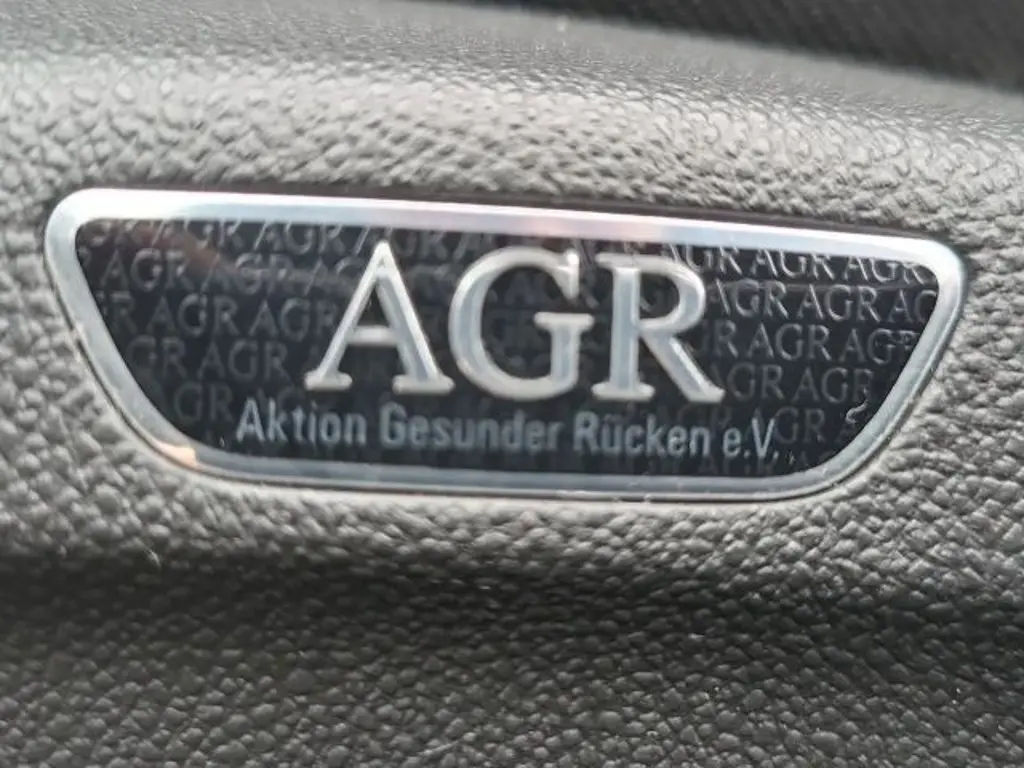 AGR
Aktion Gesunder Rücken e.V.